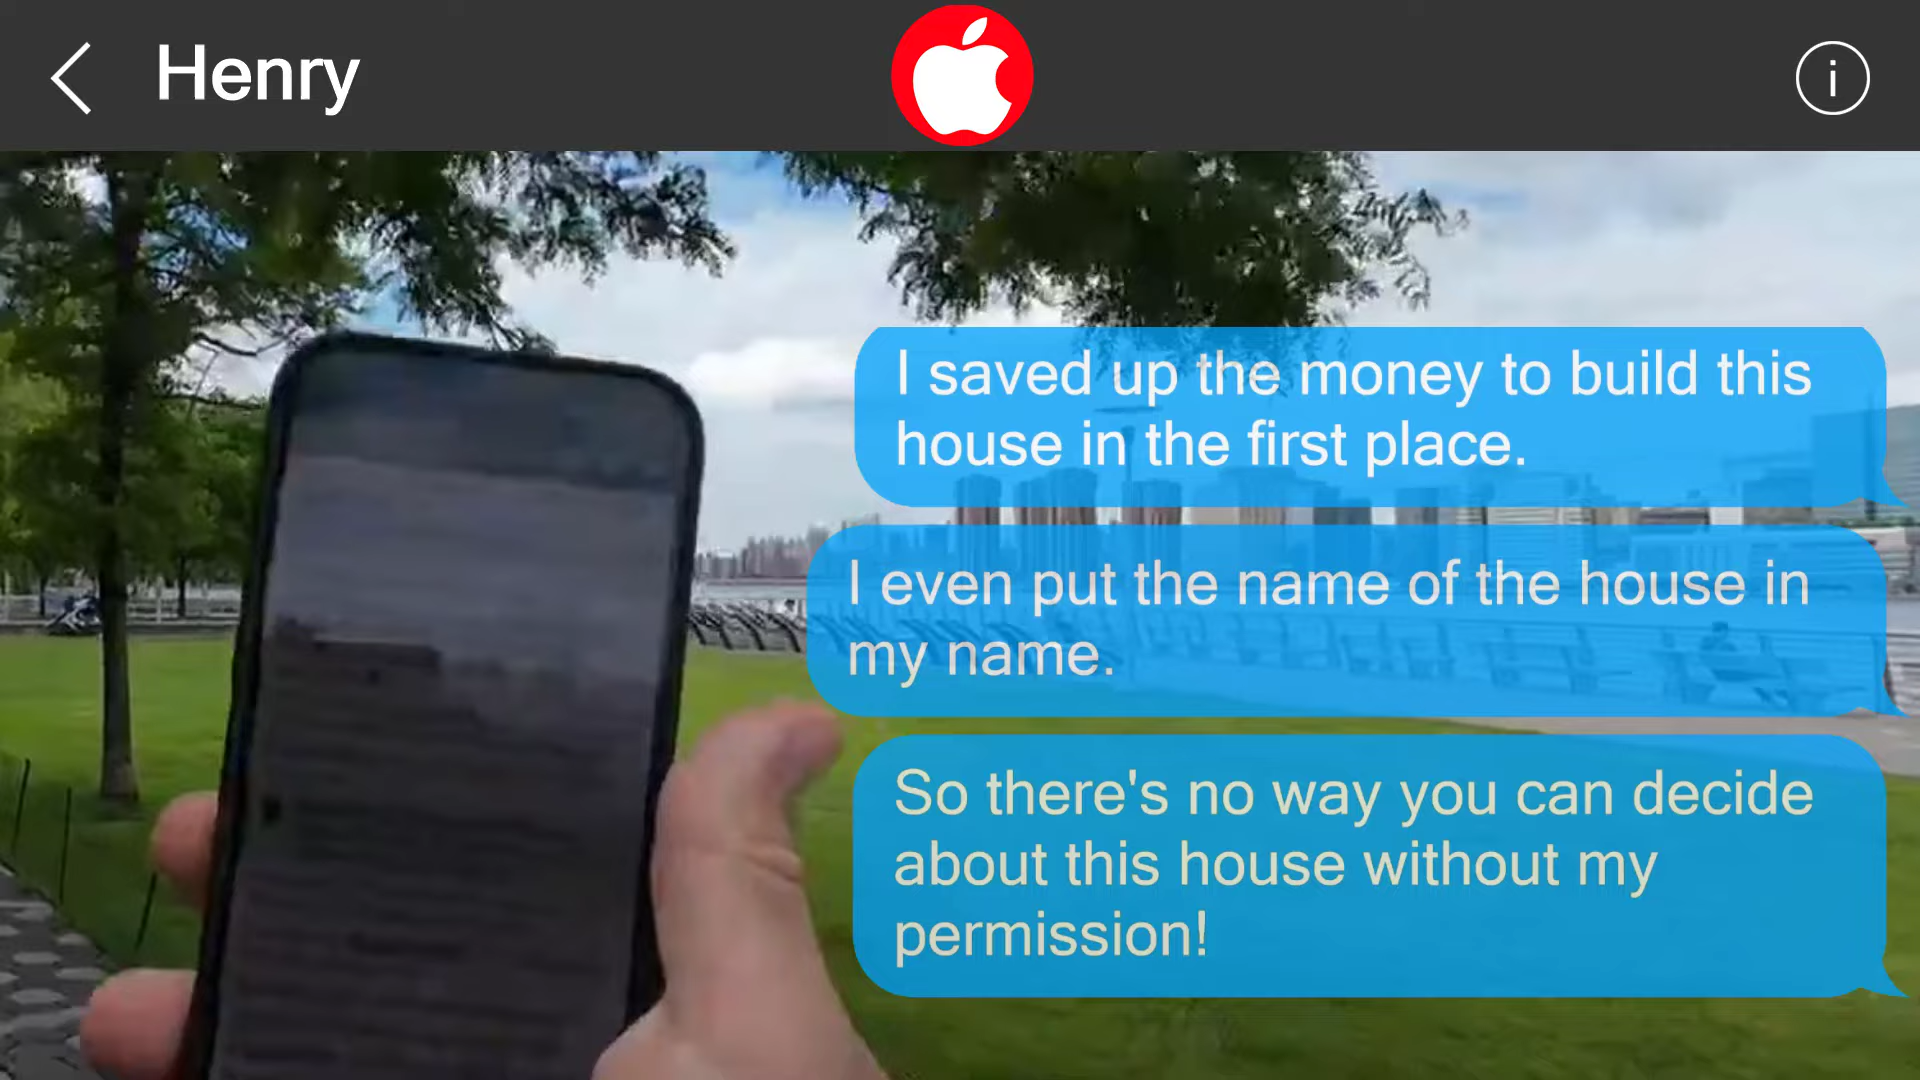 Henry
i
I saved up the money to build this
house in the first place.
I even put the name of the house in
my name.
So there's no way you can decide
about this house without my
permission!